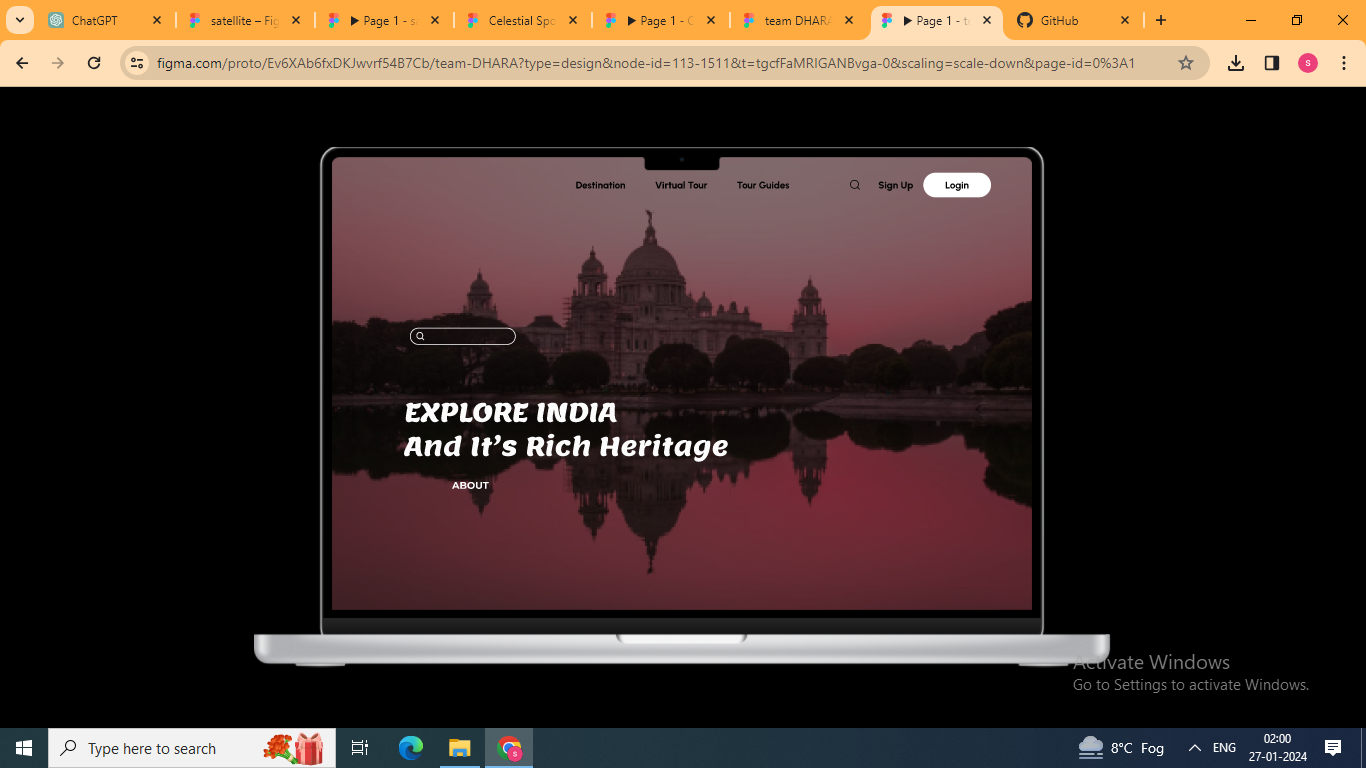 ChatGPT
satellite – Fig
Page 1 - sa
Celestial Spo
Page 1 - C
team DHARA
Page 1 - te
GitHub
figma.com/proto/Ev6XAb6fxDKJwvrf54B7Cb/team-DHARA?type=design&node-id=113-1511&t=tgcfFaMRIGANBvga-0&scaling=scale-down&page-id=0%3A1
S
Destination Virtual Tour Tour Guides Sign Up Login
EXPLORE INDIA
And It's Rich Heritage
ABOUT
Activate Windows
Go to Settings to activate Windows.
Type here to search
S
8°C Fog
ENG
02:00
27-01-2024